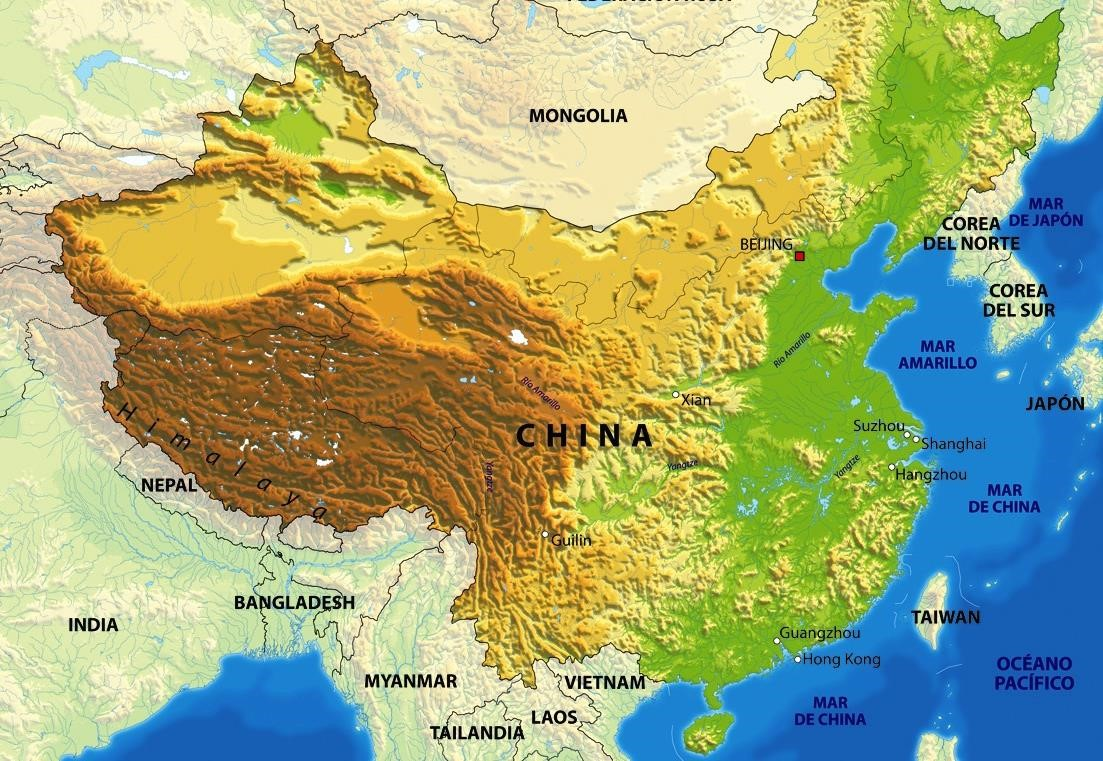 MONGOLIA
MAR
DE JAPÓN
COREA
DEL NORTE
BEIJING
COREA
DEL SUR
Río Amarillo
MAR
AMARILLO
Río Amarillo
Xian
JAPÓN
CHINA
Suzhou
Shanghai
Himalaya
Yangtze
Yangtze
Yangtze
Hangzhou
NEPAL
MAR
DE CHINA
Guilin
BANGLADESH
TAIWAN
INDIA
Guangzhou
Hong Kong
OCÉANO
PACÍFICO
MYANMAR
VIETNAM
MAR
DE CHINA
LAOS
TAILANDIA